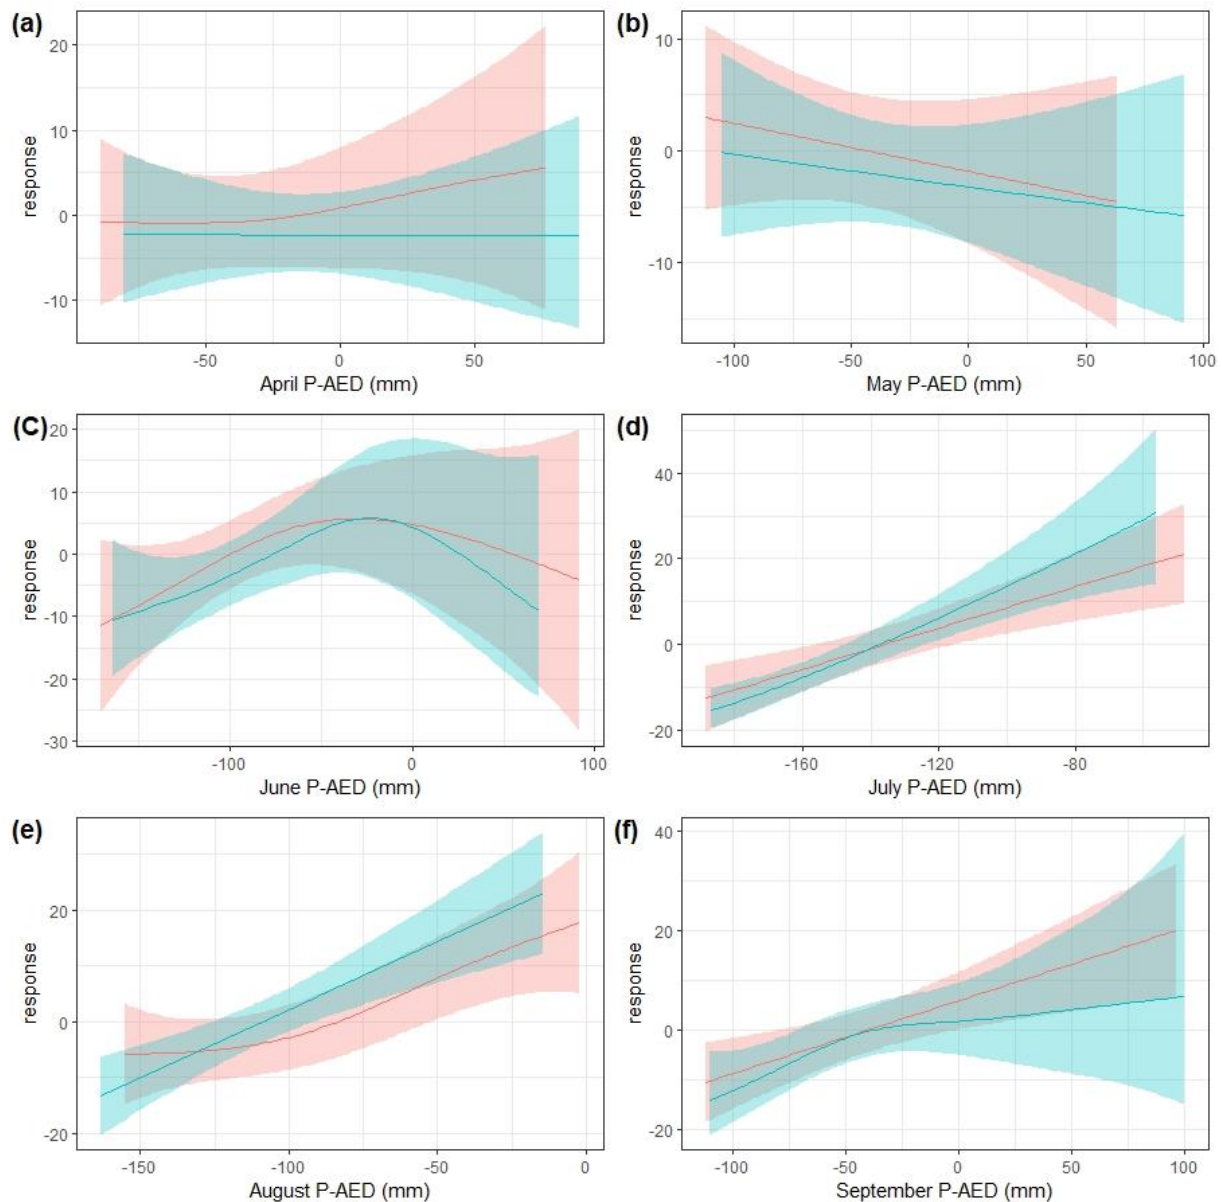 (a)
20
10
0
-10
response
-50
0
50
April P-AED (mm)
(b)
10
0
-10
response
-100
-50
0
50
100
May P-AED (mm)
(C)
20
10
0
-10
-20
-30
response
-100
0
100
June P-AED (mm)
(d)
40
20
0
-20
response
-160
-120
-80
July P-AED (mm)
(e)
20
0
-20
response
-150
-100
-50
0
August P-AED (mm)
(f)
40
20
0
-20
response
-100
-50
0
50
100
September P-AED (mm)